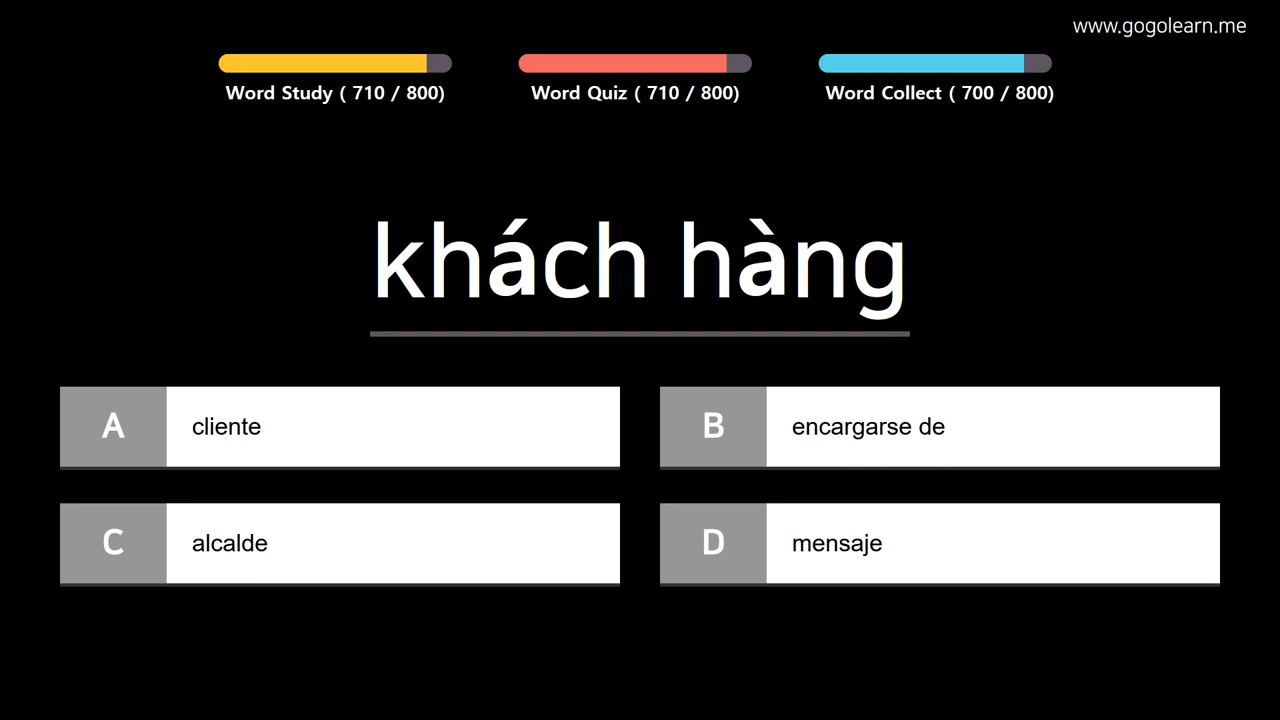 www.gogolearn.me
Word Study ( 710 / 800)
Word Quiz ( 710 / 800)
Word Collect ( 700 / 800)
khách hàng
A cliente
B encargarse de
C alcalde
D mensaje